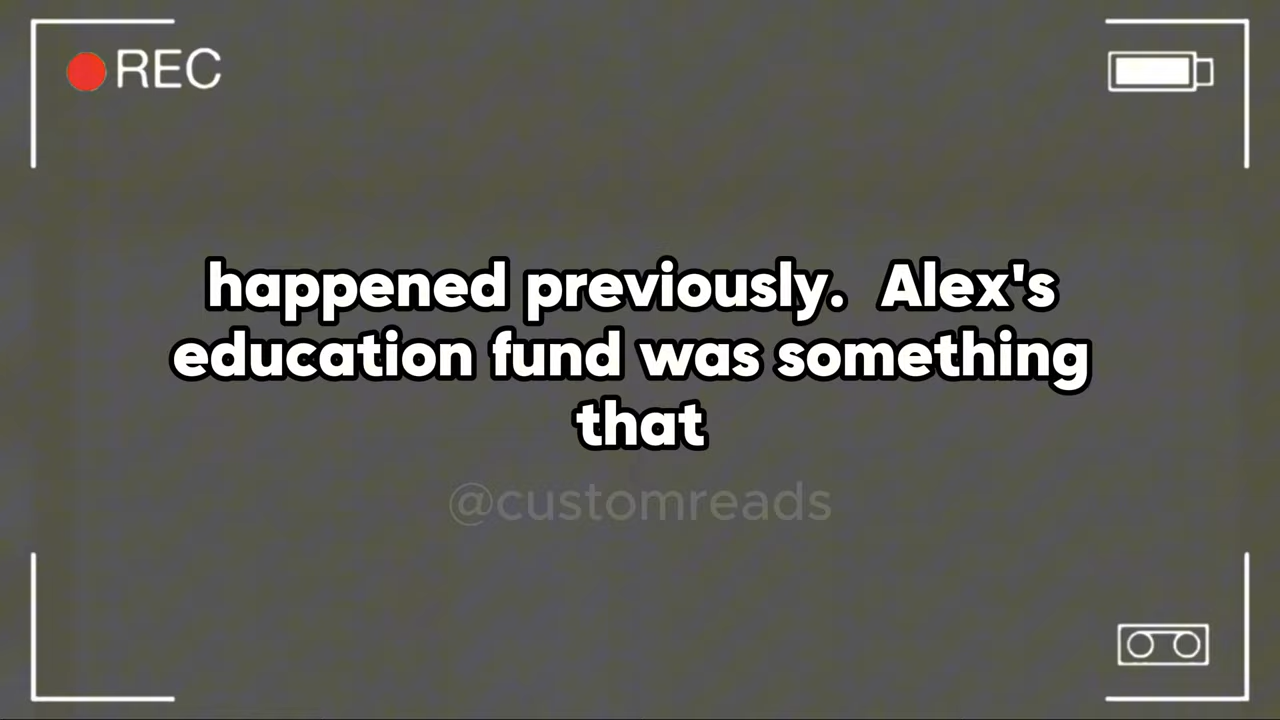 REC
happened previously.  Alex's
education fund was something
that
@customreads